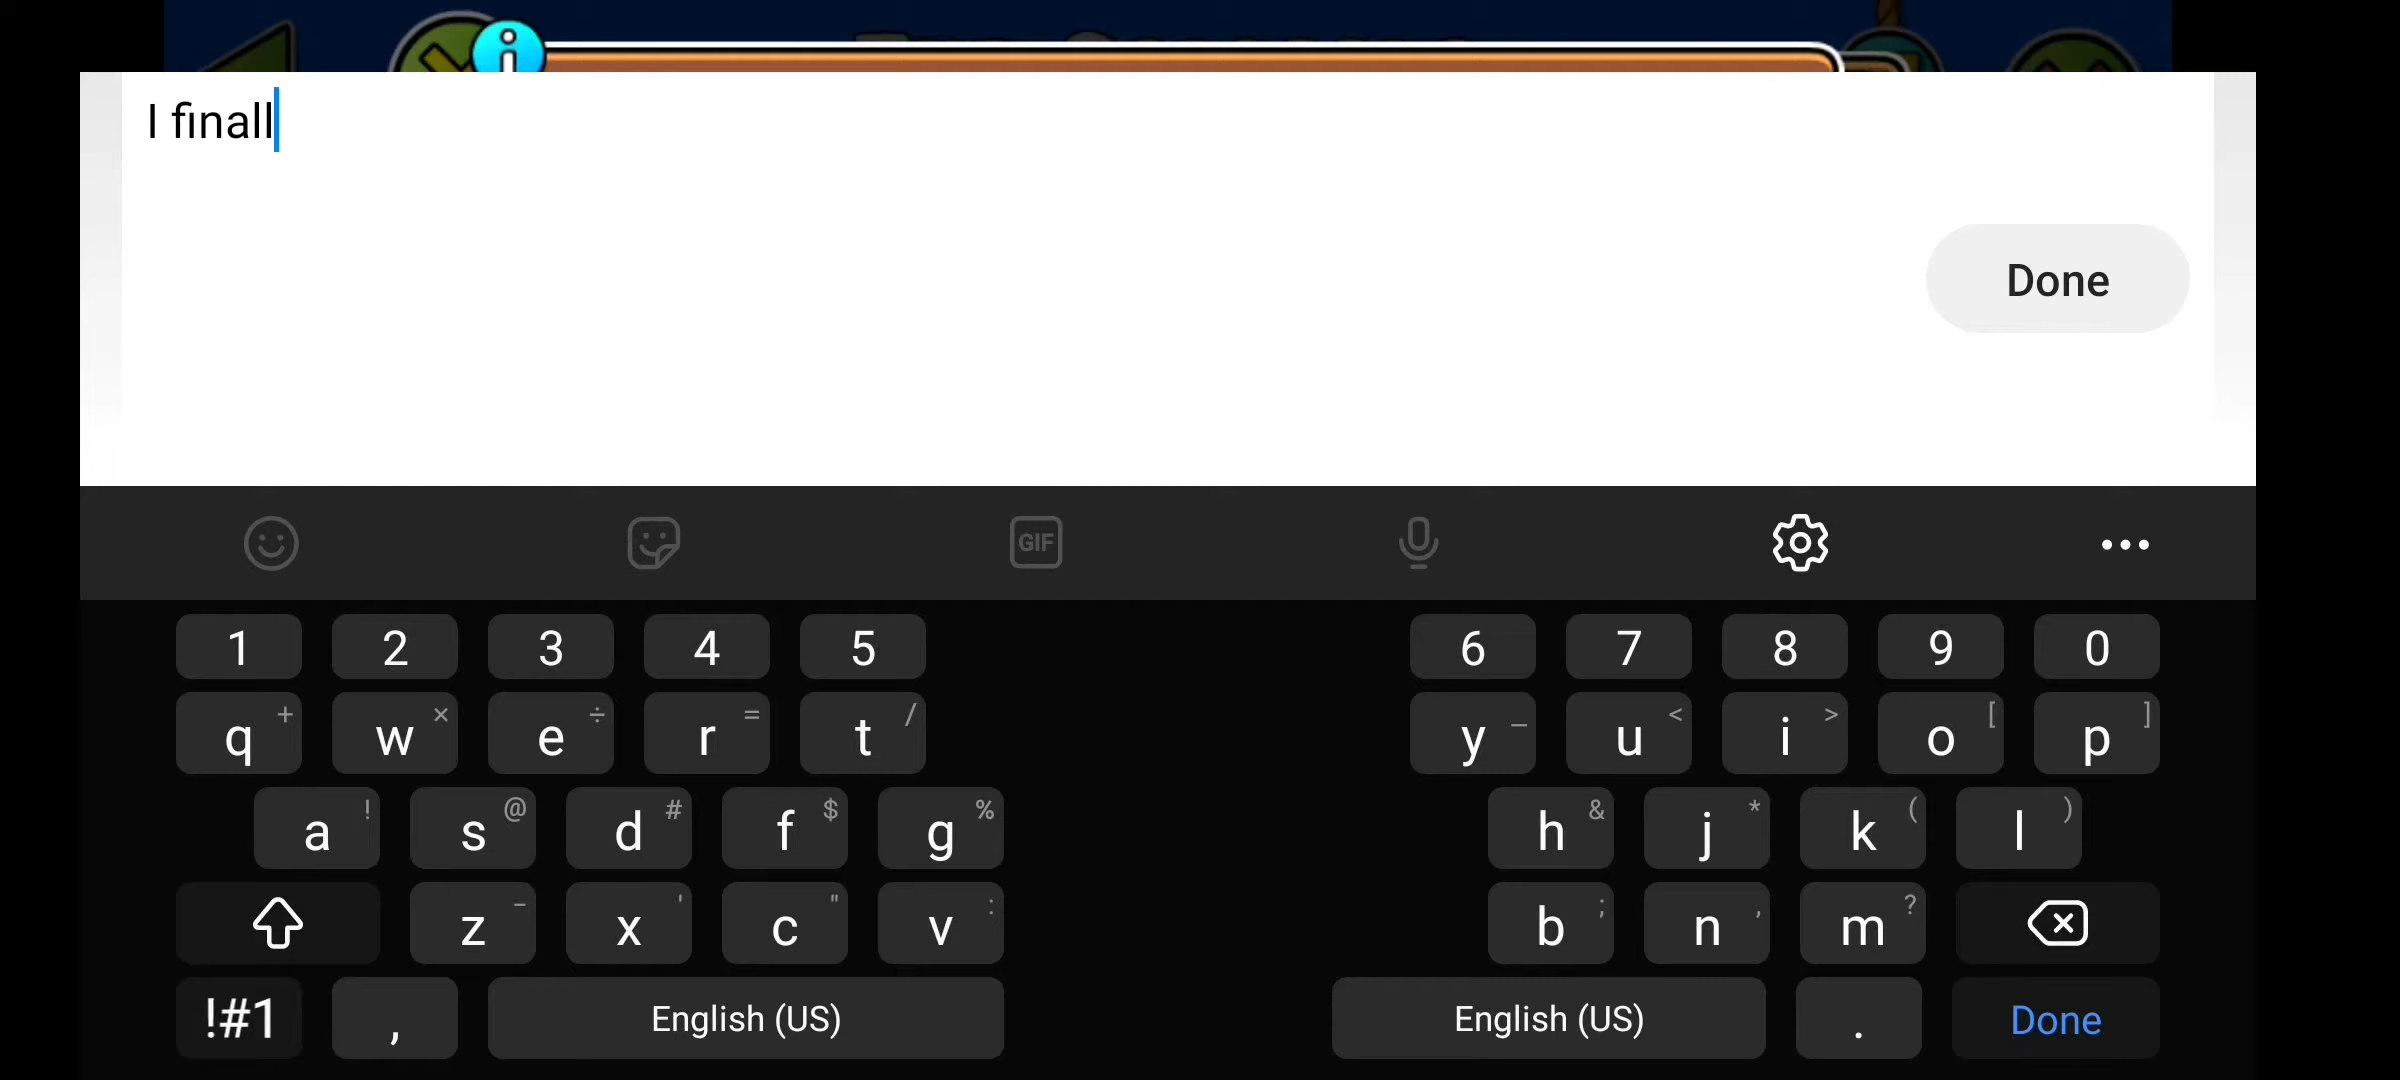 I finall
Done
GIF
1 2 3 4 5 6 7 8 9 0
q + w × e ÷ r = t / y _ u < i > o [ p ]
a ! s @ d # f $ g % h & j * k ( l )
z - x ' c " v : b ; n , m ?
!#1 , English (US) English (US) . Done